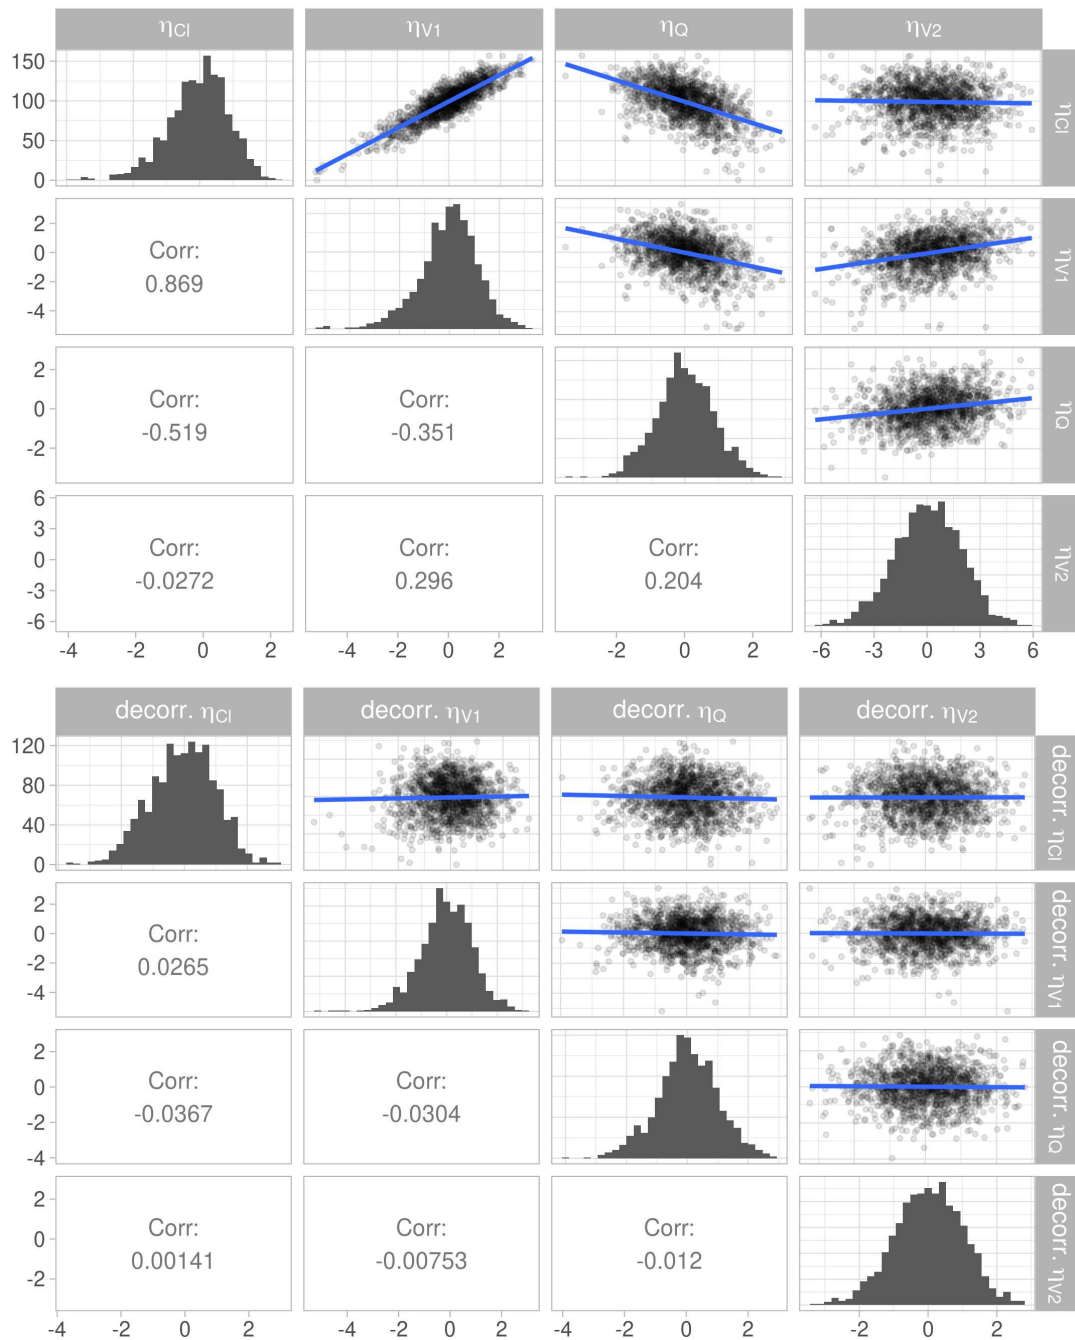 ηCl ηV1 ηQ ηV2
150
100
50
0
ηCl
2
0
-2
-4
Corr:
0.869
ηV1
2
0
-2
Corr:
-0.519
Corr:
-0.351
ηQ
6
3
0
-3
-6
Corr:
-0.0272
Corr:
0.296
Corr:
0.204
ηV2
-4 -2 0 2 -4 -2 0 2 -2 0 2 -6 -3 0 3 6
decorr. ηCl decorr. ηV1 decorr. ηQ decorr. ηV2
120
80
40
0
decorr. ηCl
2
0
-2
-4
Corr:
0.0265
decorr. ηV1
2
0
-2
-4
Corr:
-0.0367
Corr:
-0.0304
decorr. ηQ
2
0
-2
Corr:
0.00141
Corr:
-0.00753
Corr:
-0.012
decorr. ηV2
-4 -2 0 2 -4 -2 0 2 -4 -2 0 2 -2 0 2